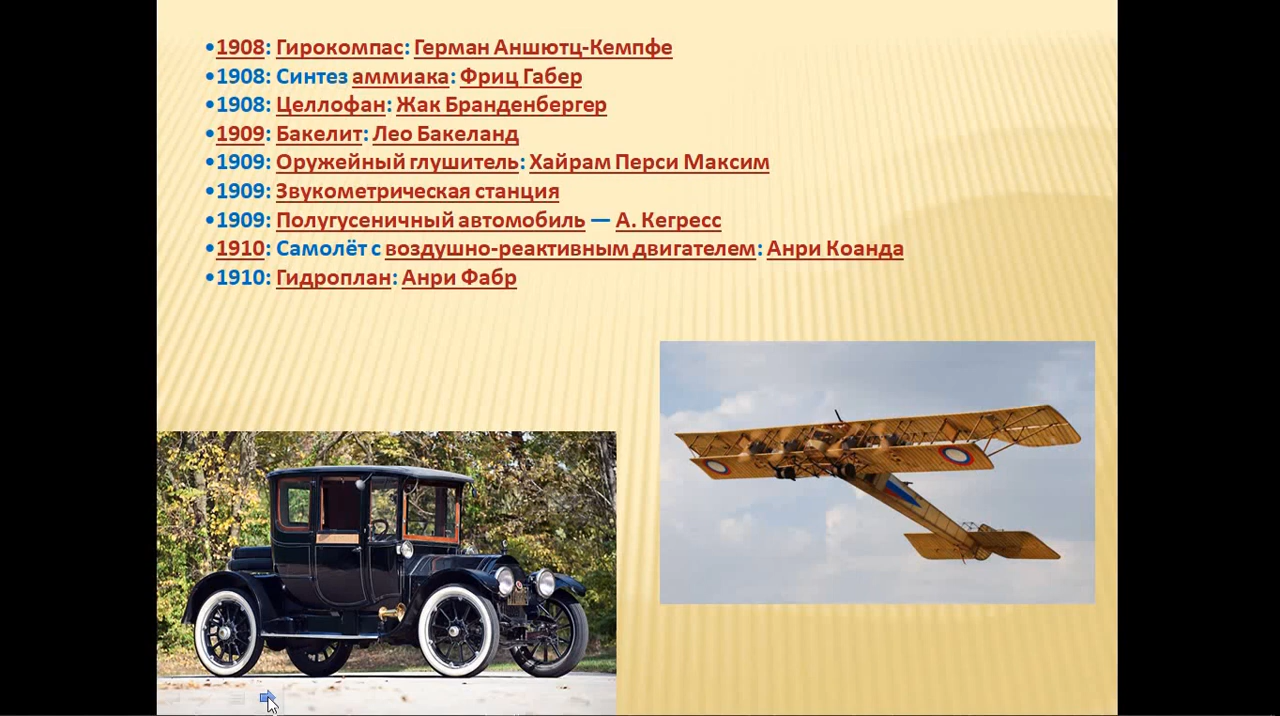 •1908: Гирокомпас: Герман Аншютц-Кемпфе
•1908: Синтез аммиака: Фриц Габер
•1908: Целлофан: Жак Бранденбергер
•1909: Бакелит: Лео Бакеланд
•1909: Оружейный глушитель: Хайрам Перси Максим
•1909: Звукометрическая станция
•1909: Полугусеничный автомобиль — А. Кегресс
•1910: Самолёт с воздушно-реактивным двигателем: Анри Коанда
•1910: Гидроплан: Анри Фабр